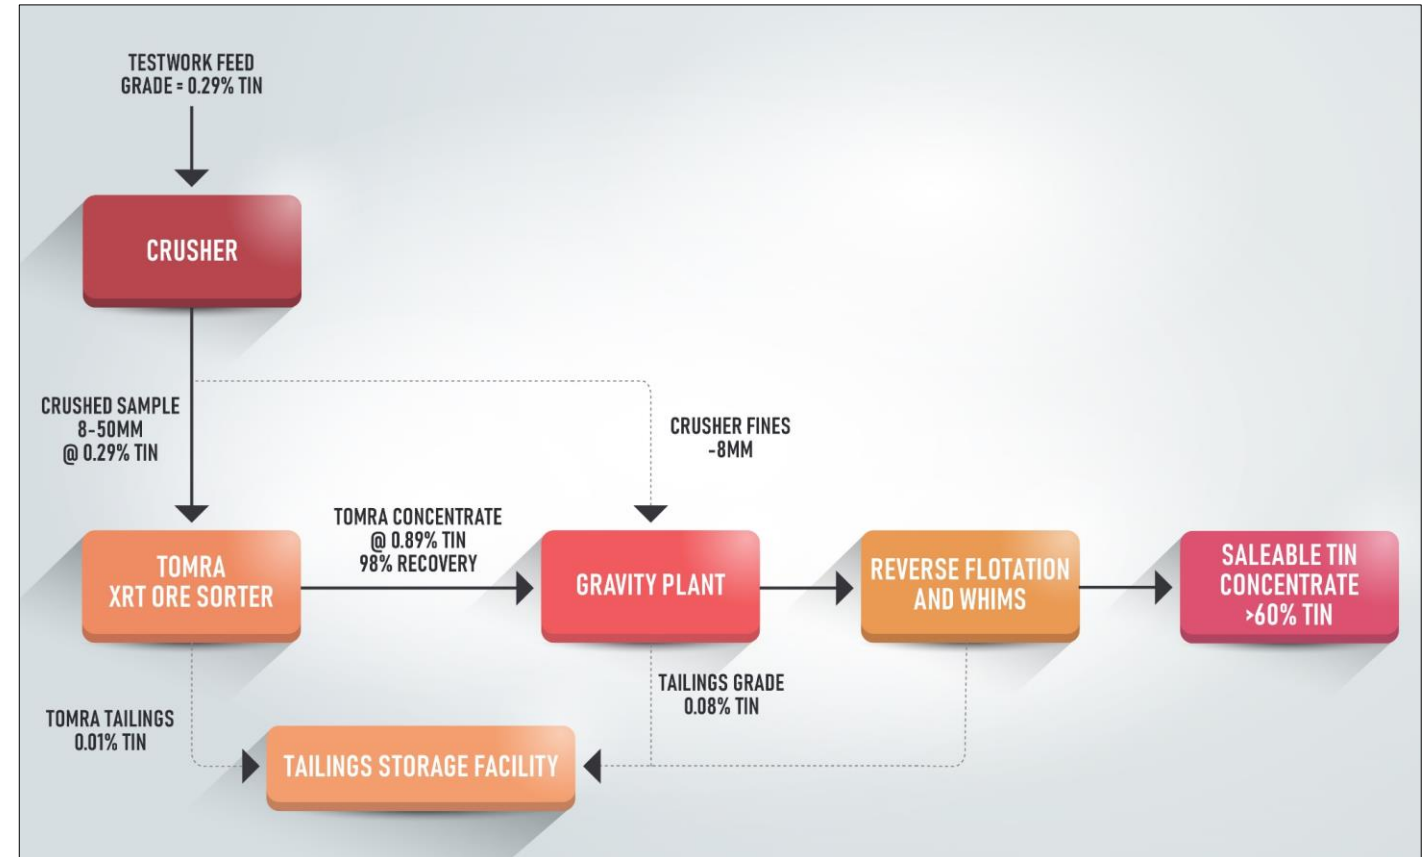 TESTWORK FEED
GRADE = 0.29% TIN
CRUSHER
CRUSHED SAMPLE
8-50MM
@ 0.29% TIN
CRUSHER FINES
-8MM
TOMRA
XRT ORE SORTER
TOMRA CONCENTRATE
@ 0.89% TIN
98% RECOVERY
GRAVITY PLANT
REVERSE FLOTATION
AND WHIMS
SALEABLE TIN
CONCENTRATE
>60% TIN
TOMRA TAILINGS
0.01% TIN
TAILINGS GRADE
0.08% TIN
TAILINGS STORAGE FACILITY